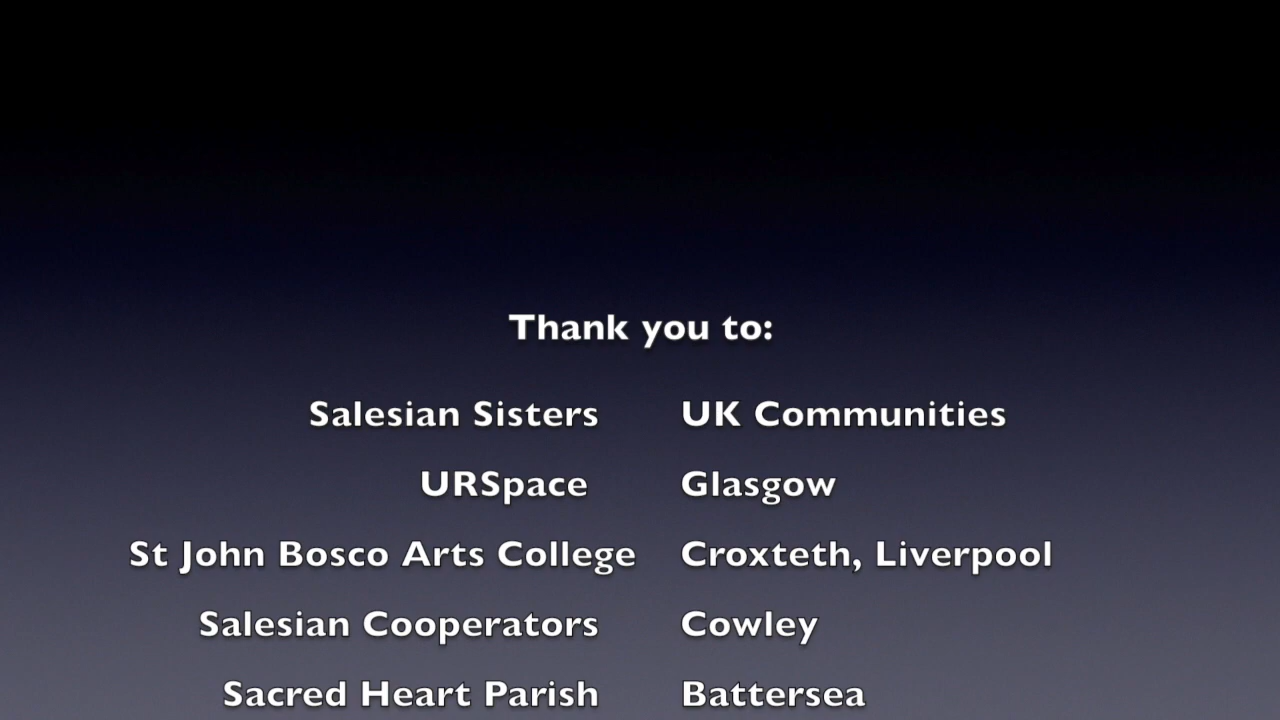 Thank you to:
Salesian Sisters UK Communities
URSpace Glasgow
St John Bosco Arts College Croxteth, Liverpool
Salesian Cooperators Cowley
Sacred Heart Parish Battersea